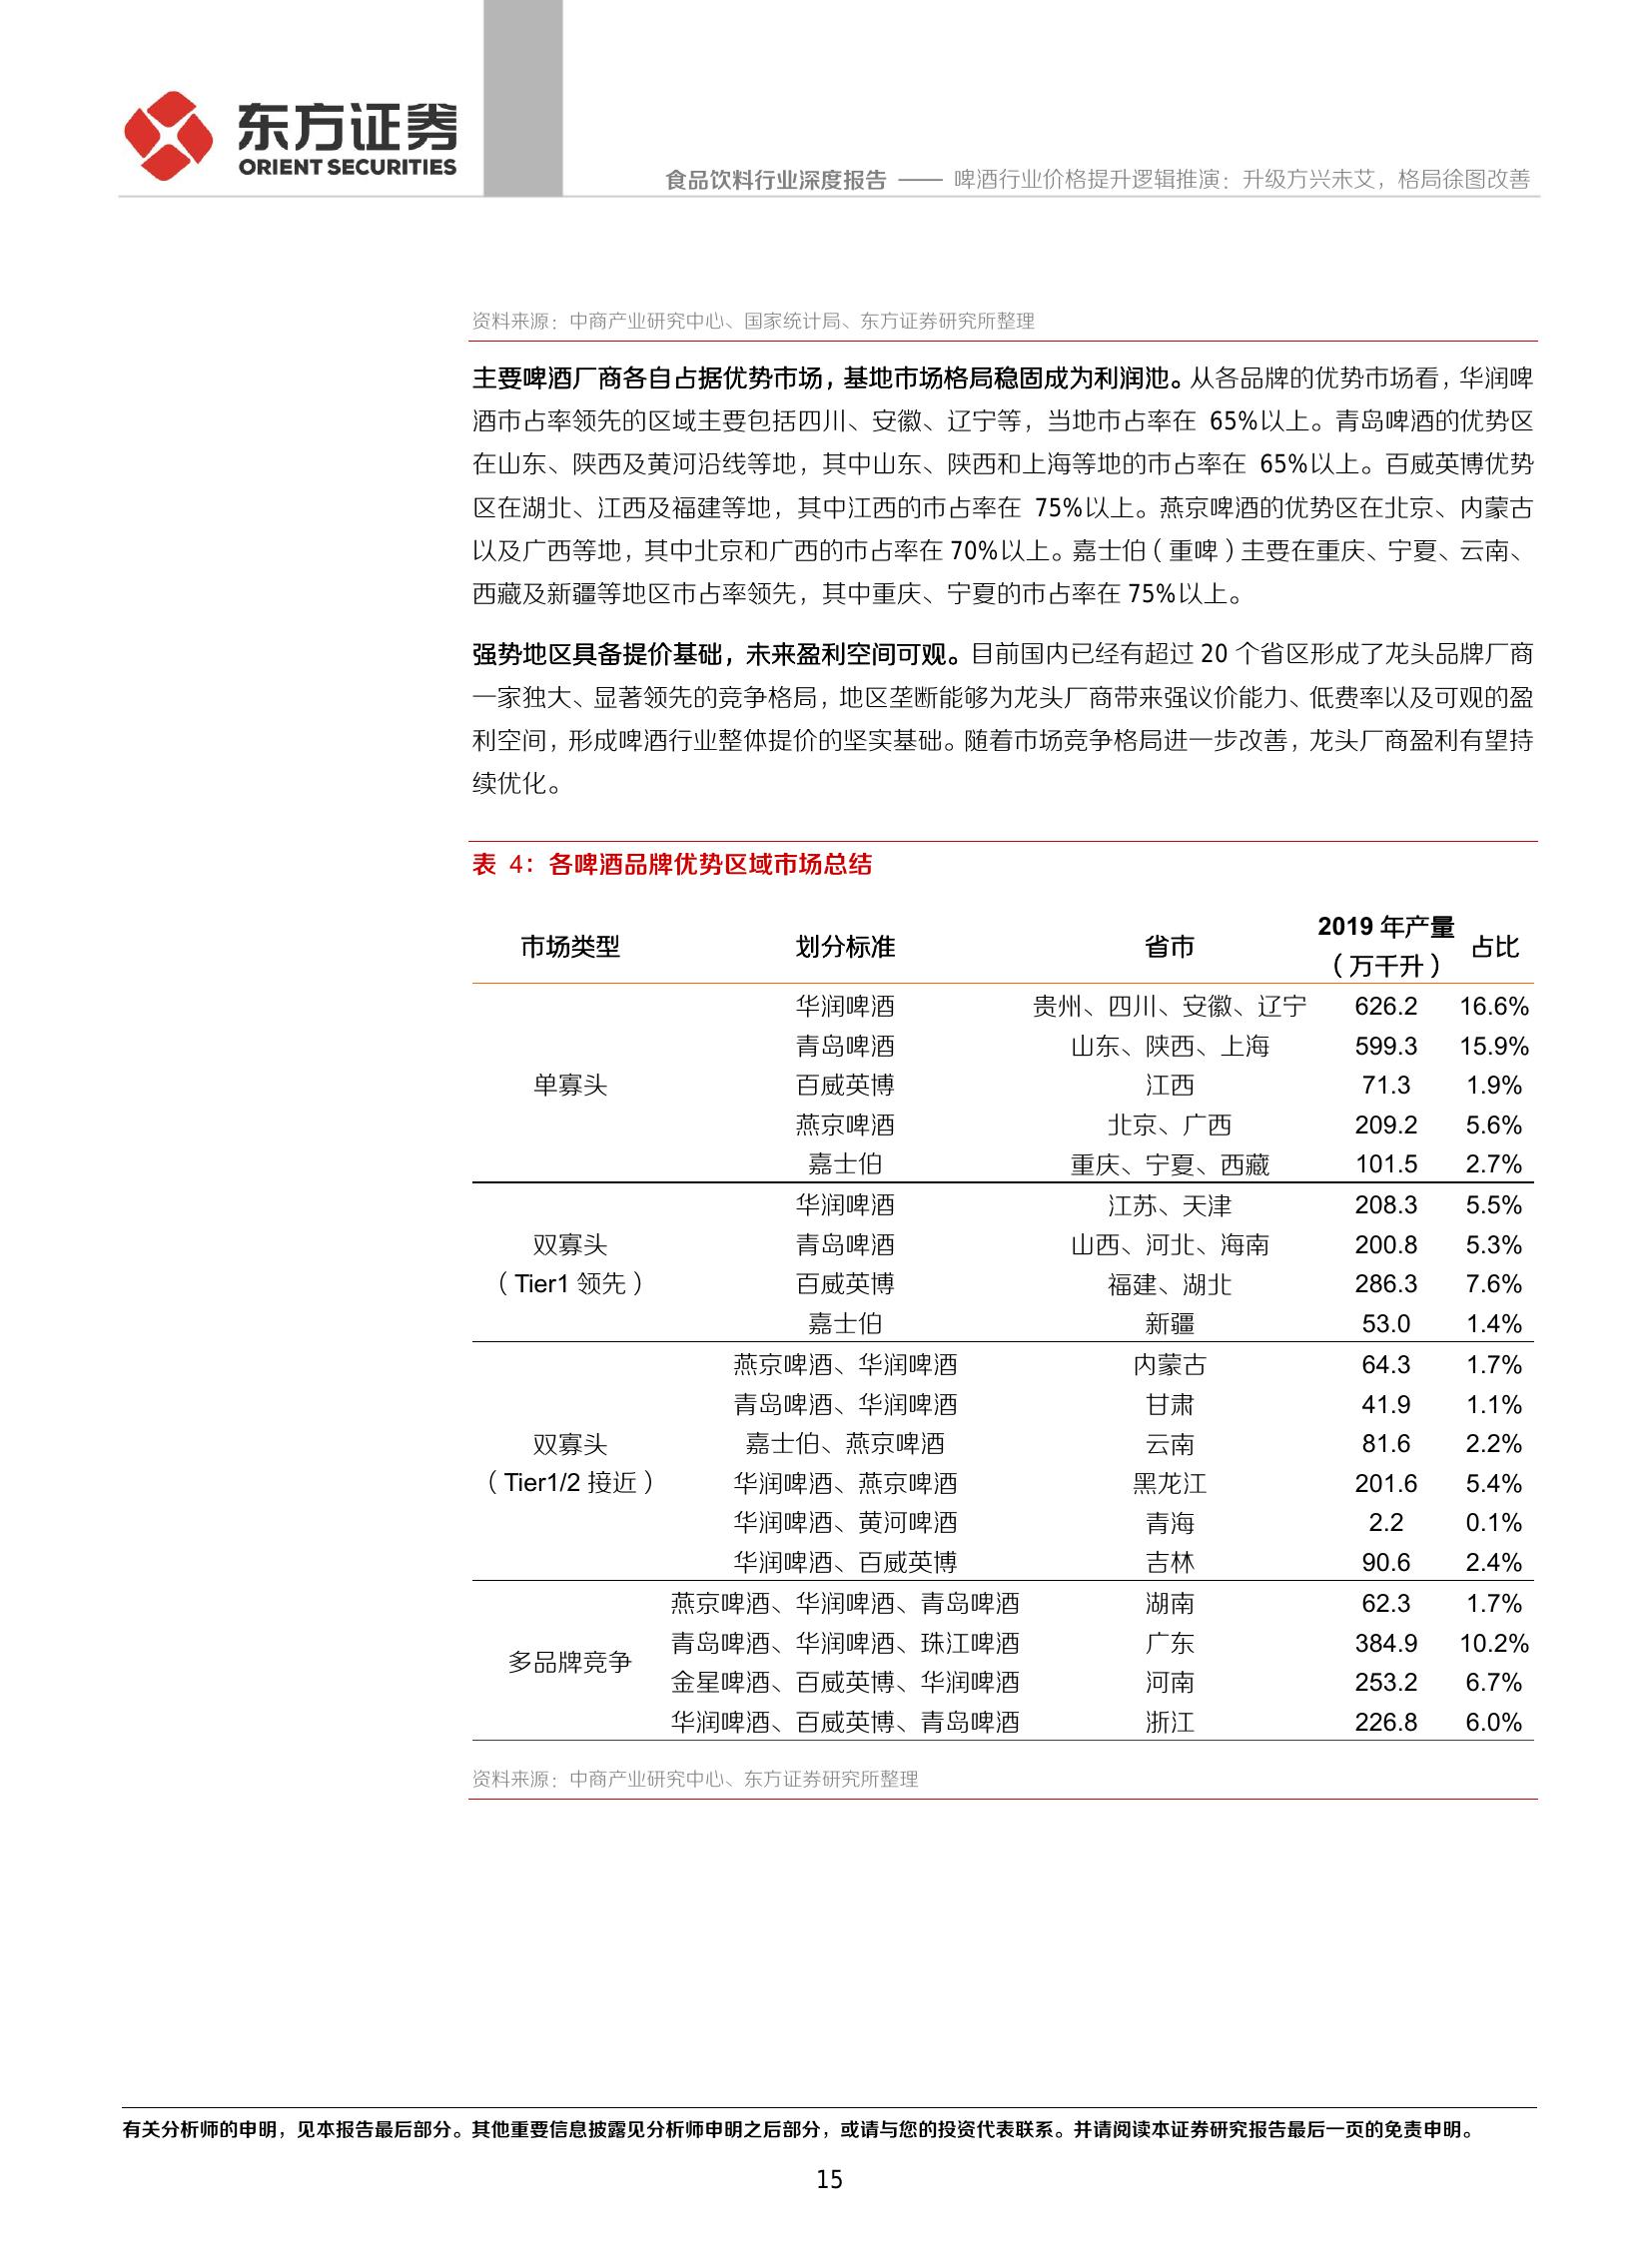 东方证券
ORIENT SECURITIES
食品饮料行业深度报告 —— 啤酒行业价格提升逻辑推演：升级方兴未艾，格局徐图改善
资料来源：中商产业研究中心、国家统计局、东方证券研究所整理
主要啤酒厂商各自占据优势市场，基地市场格局稳固成为利润池。从各品牌的优势市场看，华润啤
酒市占率领先的区域主要包括四川、安徽、辽宁等，当地市占率在 65%以上。青岛啤酒的优势区
在山东、陕西及黄河沿线等地，其中山东、陕西和上海等地的市占率在 65%以上。百威英博优势
区在湖北、江西及福建等地，其中江西的市占率在 75%以上。燕京啤酒的优势区在北京、内蒙古
以及广西等地，其中北京和广西的市占率在 70%以上。嘉士伯（重啤）主要在重庆、宁夏、云南、
西藏及新疆等地区市占率领先，其中重庆、宁夏的市占率在 75%以上。
强势地区具备提价基础，未来盈利空间可观。目前国内已经有超过 20 个省区形成了龙头品牌厂商
一家独大、显著领先的竞争格局，地区垄断能够为龙头厂商带来强议价能力、低费率以及可观的盈
利空间，形成啤酒行业整体提价的坚实基础。随着市场竞争格局进一步改善，龙头厂商盈利有望持
续优化。
表 4：各啤酒品牌优势区域市场总结
市场类型 划分标准 省市 2019 年产量（万千升） 占比
华润啤酒 贵州、四川、安徽、辽宁 626.2 16.6%
青岛啤酒 山东、陕西、上海 599.3 15.9%
单寡头 百威英博 江西 71.3 1.9%
燕京啤酒 北京、广西 209.2 5.6%
嘉士伯 重庆、宁夏、西藏 101.5 2.7%
华润啤酒 江苏、天津 208.3 5.5%
双寡头 青岛啤酒 山西、河北、海南 200.8 5.3%
（Tier1 领先） 百威英博 福建、湖北 286.3 7.6%
嘉士伯 新疆 53.0 1.4%
燕京啤酒、华润啤酒 内蒙古 64.3 1.7%
青岛啤酒、华润啤酒 甘肃 41.9 1.1%
双寡头 嘉士伯、燕京啤酒 云南 81.6 2.2%
（Tier1/2 接近） 华润啤酒、燕京啤酒 黑龙江 201.6 5.4%
华润啤酒、黄河啤酒 青海 2.2 0.1%
华润啤酒、百威英博 吉林 90.6 2.4%
燕京啤酒、华润啤酒、青岛啤酒 湖南 62.3 1.7%
青岛啤酒、华润啤酒、珠江啤酒 广东 384.9 10.2%
多品牌竞争
金星啤酒、百威英博、华润啤酒 河南 253.2 6.7%
华润啤酒、百威英博、青岛啤酒 浙江 226.8 6.0%
资料来源：中商产业研究中心、东方证券研究所整理
有关分析师的申明，见本报告最后部分。其他重要信息披露见分析师申明之后部分，或请与您的投资代表联系。并请阅读本证券研究报告最后一页的免责申明。
15